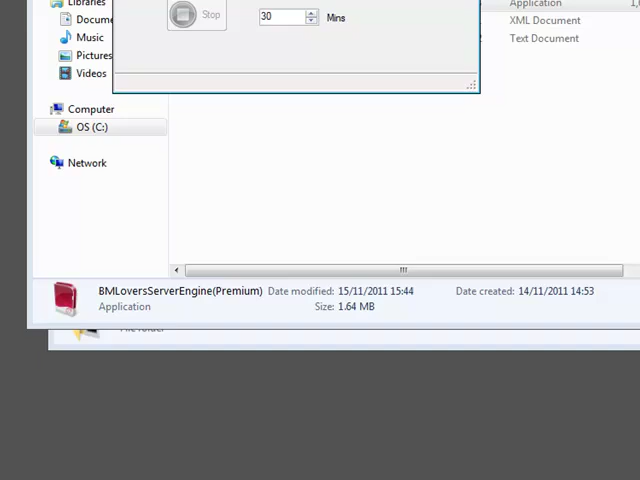 Libraries
Application
Docume
Stop
30
Mins
XML Document
Music
Text Document
Pictures
Videos
Computer
OS (C:)
Network
BMLoversServerEngine(Premium) Date modified: 15/11/2011 15:44 Date created: 14/11/2011 14:53
Application Size: 1.64 MB